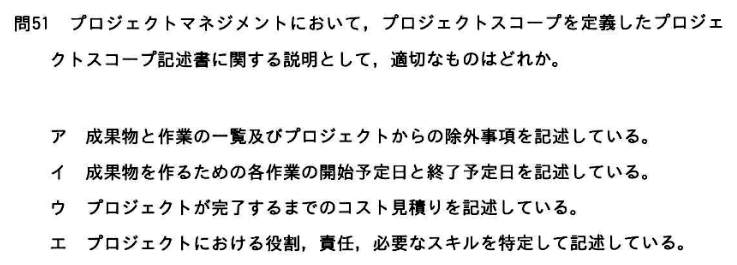 問51 プロジェクトマネジメントにおいて，プロジェクトスコープを定義したプロジェ
クトスコープ記述書に関する説明として，適切なものはどれか。
ア 成果物と作業の一覧及びプロジェクトからの除外事項を記述している。
イ 成果物を作るための各作業の開始予定日と終了予定日を記述している。
ウ プロジェクトが完了するまでのコスト見積りを記述している。
エ プロジェクトにおける役割，責任，必要なスキルを特定して記述している。